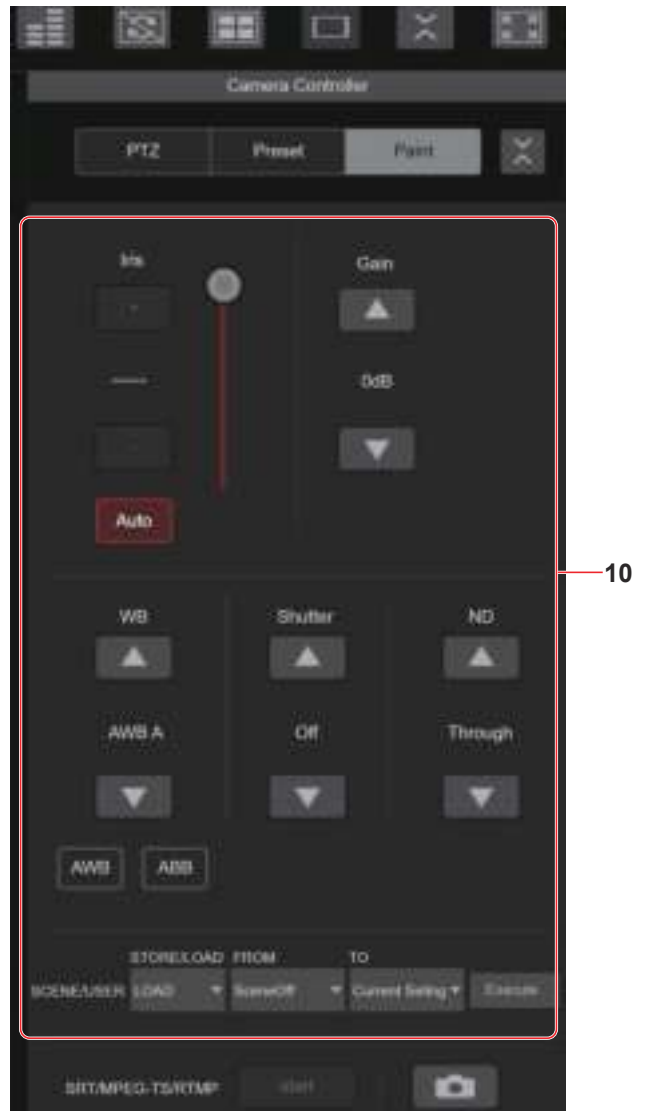 Camera Controller
PTZ Preset Paint
Iris Gain
0dB
Auto
10
WB Shutter ND
AWB A Off Through
AWB ABB
STORE/LOAD FROM TO
SCENE/USER LOAD SceneOff Current Setting Execute
SRT/MPEG-TS/RTMP start